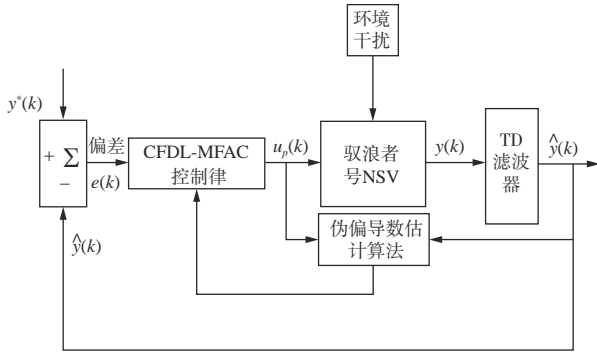 环境
干扰
y*(k)
+ Σ
−
偏差
e(k)
CFDL-MFAC
控制律
u_p(k)
驭浪者
号NSV
y(k)
TD
滤波
器
ŷ(k)
伪偏导数估
计算法
ŷ(k)